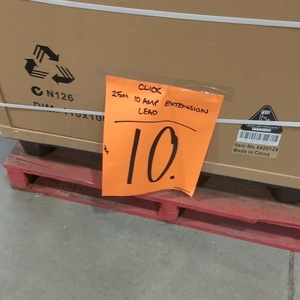 CLICK
25M 10 AMP EXTENSION
LEAD
$ 10.
N126
Item No:4420129
Made in China